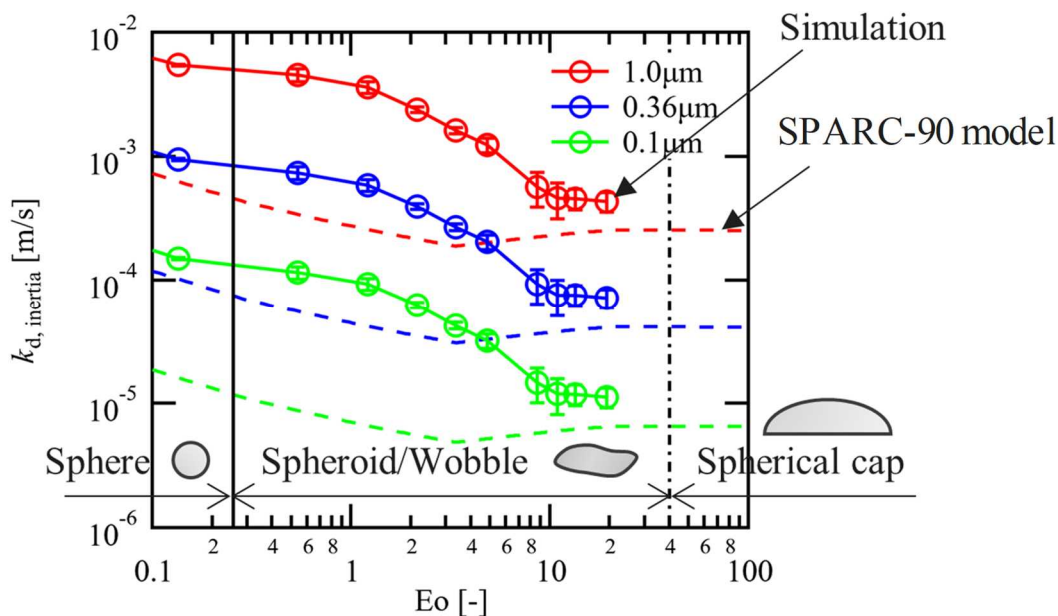 10-2
Simulation
1.0μm
0.36μm
0.1μm
SPARC-90 model
10-3
10-4
10-5
10-6
kd, inertia [m/s]
Sphere
Spheroid/Wobble
Spherical cap
2 4 6 8 2 4 6 8 2 4 6 8
0.1 1 10 100
Eo [-]